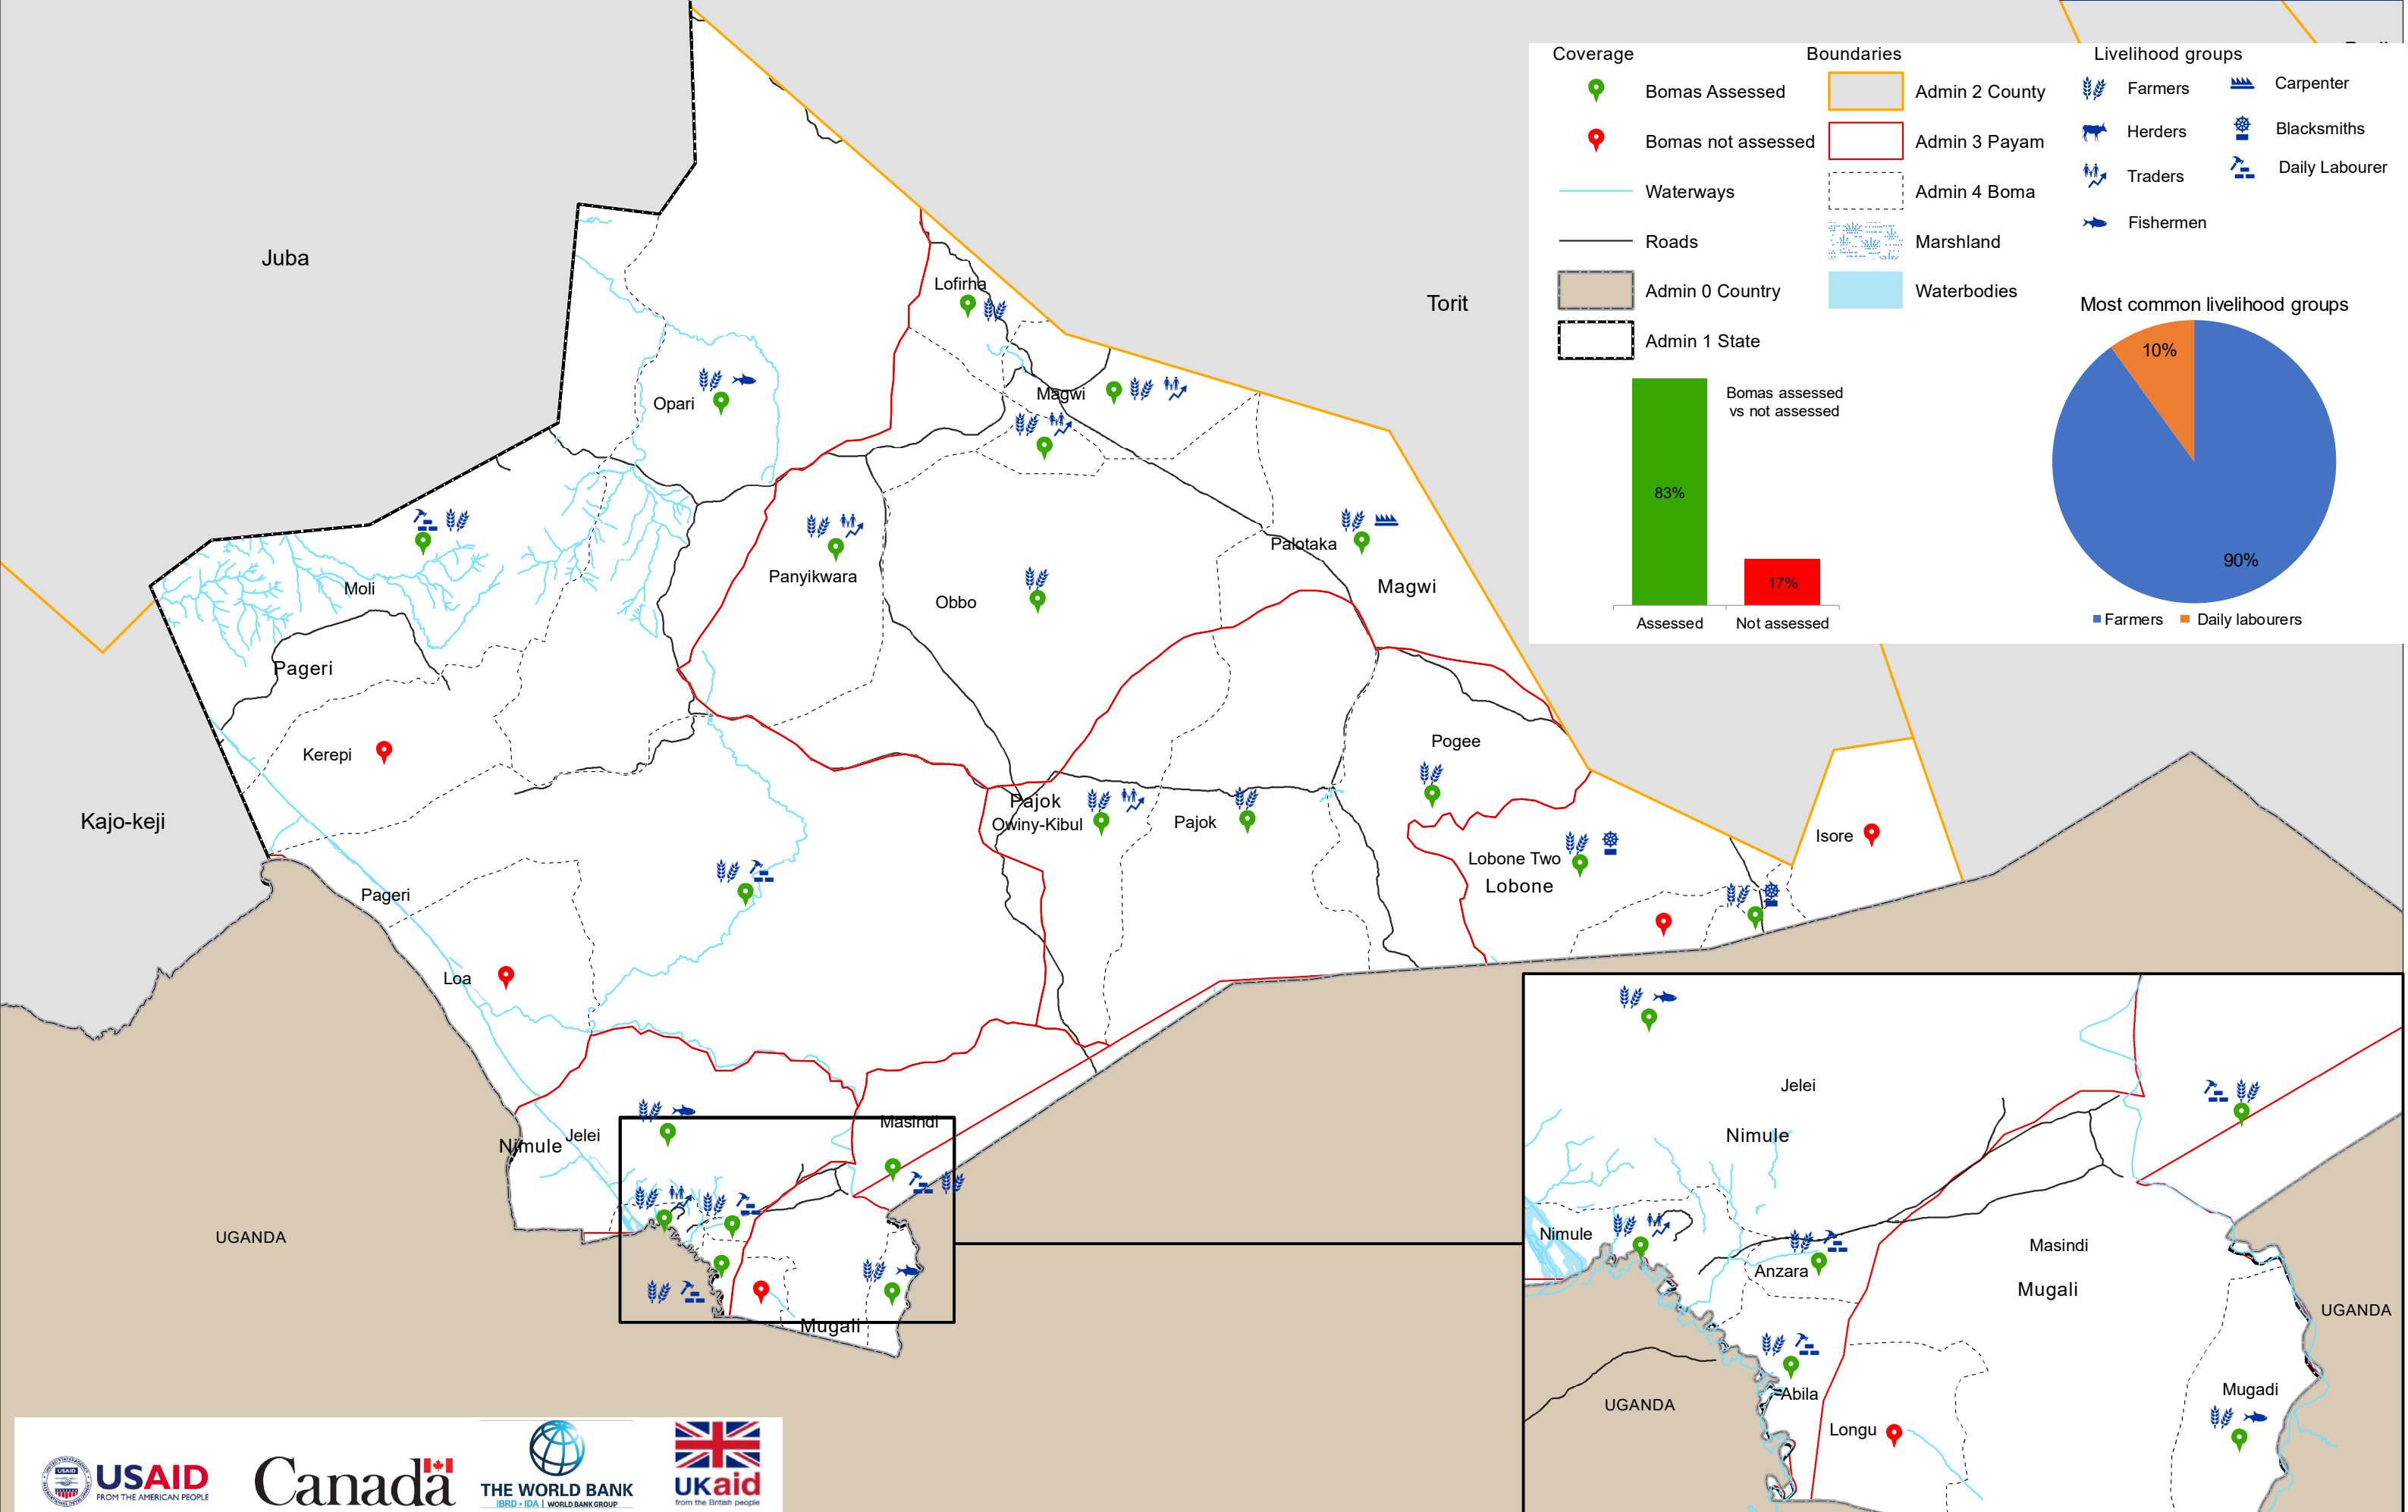 Coverage
Bomas Assessed
Bomas not assessed
Waterways
Roads
Admin 0 Country
Admin 1 State
Boundaries
Admin 2 County
Admin 3 Payam
Admin 4 Boma
Marshland
Waterbodies
Livelihood groups
Farmers
Herders
Traders
Fishermen
Carpenter
Blacksmiths
Daily Labourer
Bomas assessed
vs not assessed
83%
17%
Assessed
Not assessed
Most common livelihood groups
10%
90%
Farmers
Daily labourers
Juba
Torit
Lofirha
Magwi
Opari
Palotaka
Panyikwara
Magwi
Moli
Obbo
Pageri
Pogee
Kerepi
Pajok
Owiny-Kibul
Pajok
Kajo-keji
Isore
Lobone Two
Lobone
Pageri
Loa
Masindi
Jelei
Nimule
UGANDA
Mugali
Jelei
Nimule
Nimule
Masindi
Anzara
Mugali
UGANDA
Abila
UGANDA
Mugadi
Longu
USAID
USAID
FROM THE AMERICAN PEOPLE
Canada
THE WORLD BANK
IBRD • IDA | WORLD BANK GROUP
UKaid
from the British people